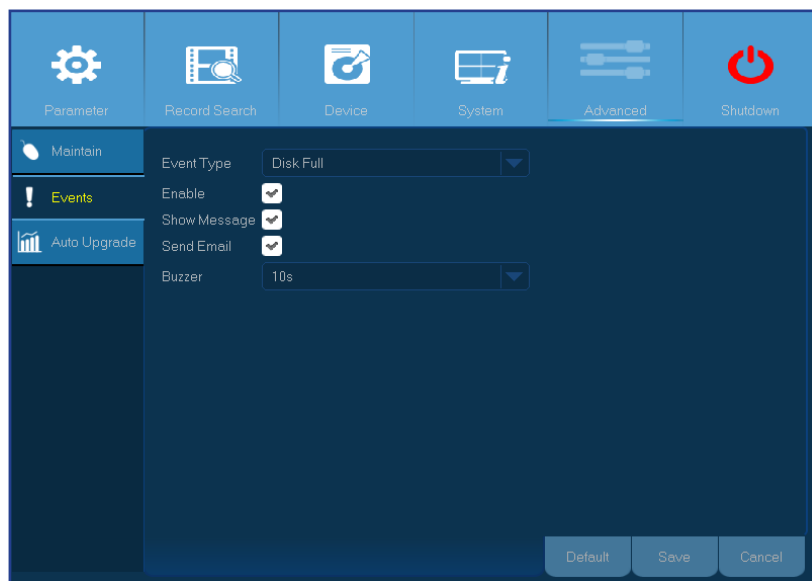 Parameter Record Search Device System Advanced Shutdown
Maintain
Events
Auto Upgrade
Event Type Disk Full
Enable
Show Message
Send Email
Buzzer 10s
Default Save Cancel